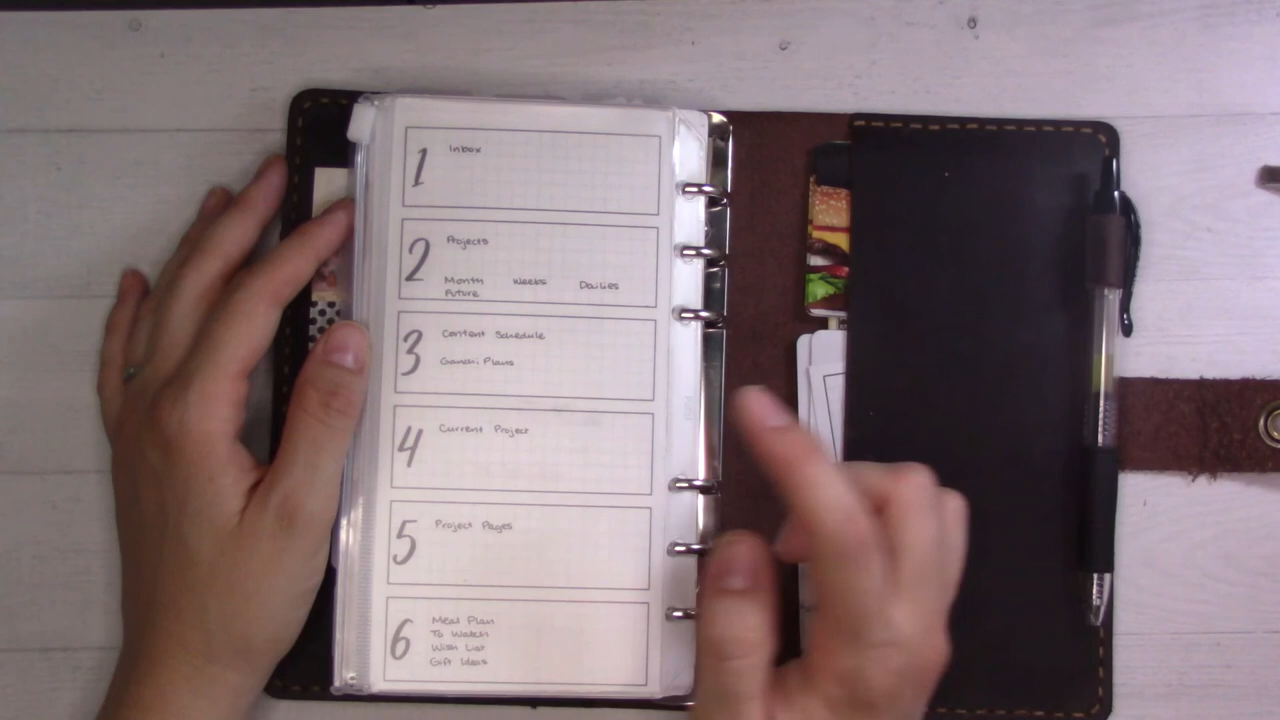 1
Inbox
2
Projects
Month Weeks Dailies
Future
3
Content Schedule
Plans
4
Current Project
5
Project Pages
6
Meal Plan
To Watch
Wish List
Gift Ideas